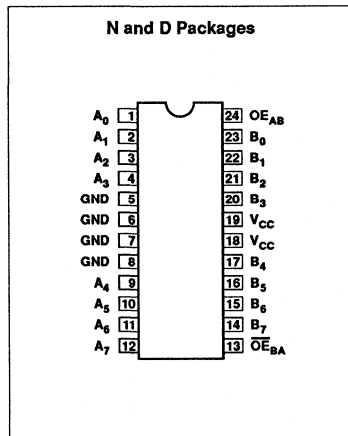 N and D Packages
A0 1 24 OEAB
A1 2 23 B0
A2 3 22 B1
A3 4 21 B2
GND 5 20 B3
GND 6 19 VCC
GND 7 18 VCC
GND 8 17 B4
A4 9 16 B5
A5 10 15 B6
A6 11 14 B7
A7 12 13 O̅E̅BA